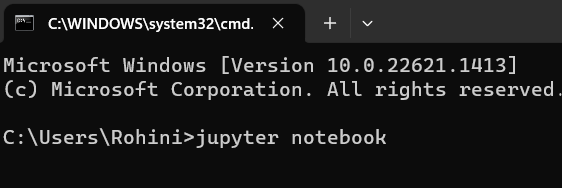 C:\WINDOWS\system32\cmd.
Microsoft Windows [Version 10.0.22621.1413]
(c) Microsoft Corporation. All rights reserved.
C:\Users\Rohini>jupyter notebook